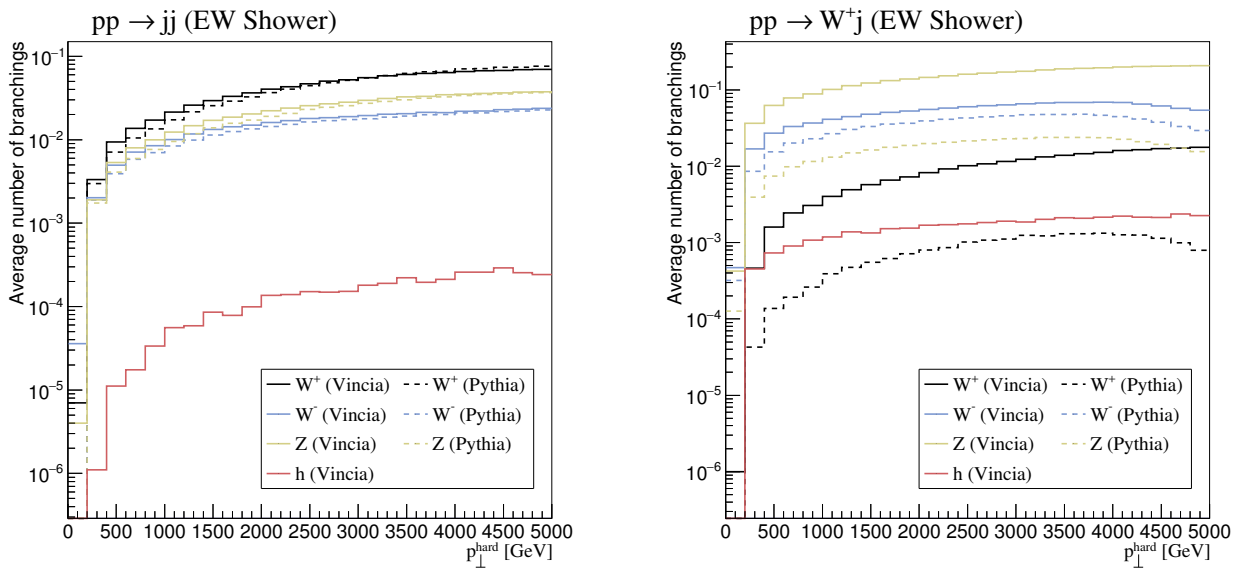 pp → jj (EW Shower)
Average number of branchings
10⁻¹
10⁻²
10⁻³
10⁻⁴
10⁻⁵
10⁻⁶
W⁺ (Vincia) W⁺ (Pythia)
W⁻ (Vincia) W⁻ (Pythia)
Z (Vincia) Z (Pythia)
h (Vincia)
0 500 1000 1500 2000 2500 3000 3500 4000 4500 5000
p⊥^hard [GeV]
pp → W⁺j (EW Shower)
Average number of branchings
10⁻¹
10⁻²
10⁻³
10⁻⁴
10⁻⁵
10⁻⁶
W⁺ (Vincia) W⁺ (Pythia)
W⁻ (Vincia) W⁻ (Pythia)
Z (Vincia) Z (Pythia)
h (Vincia)
0 500 1000 1500 2000 2500 3000 3500 4000 4500 5000
p⊥^hard [GeV]